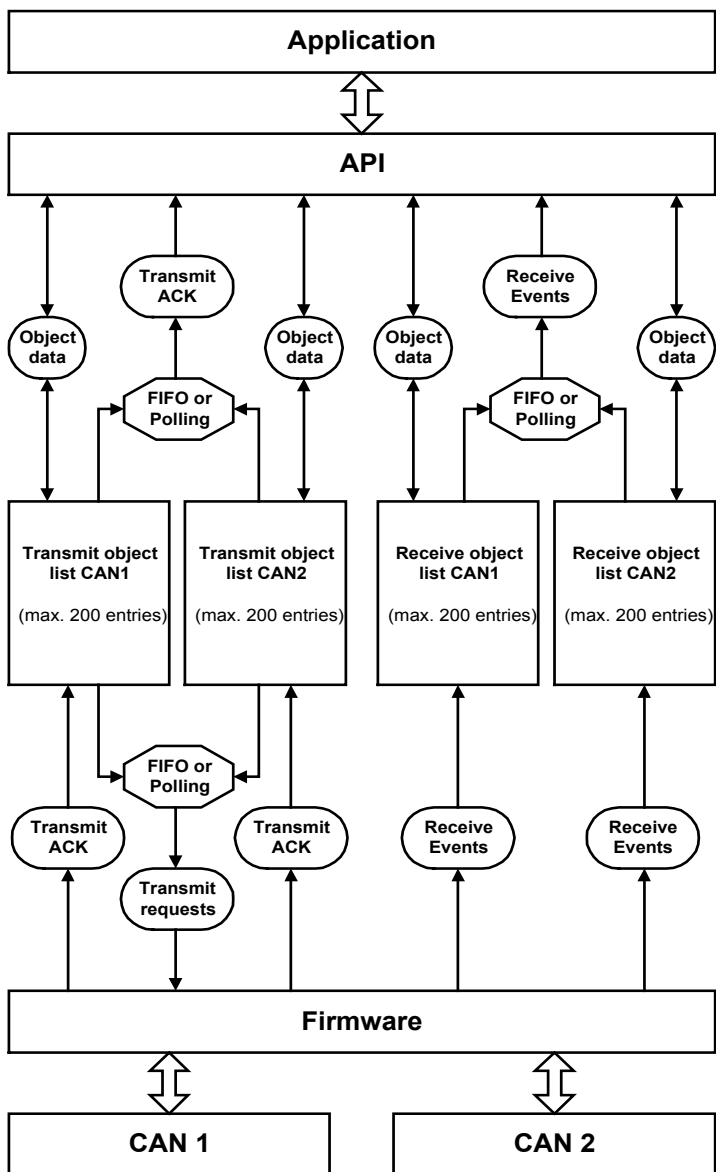 Application
API
Transmit
ACK
Receive
Events
Object
data
Object
data
Object
data
Object
data
FIFO or
Polling
FIFO or
Polling
Transmit object
list CAN1
(max. 200 entries)
Transmit object
list CAN2
(max. 200 entries)
Receive object
list CAN1
(max. 200 entries)
Receive object
list CAN2
(max. 200 entries)
FIFO or
Polling
Transmit
ACK
Transmit
ACK
Receive
Events
Receive
Events
Transmit
requests
Firmware
CAN 1
CAN 2